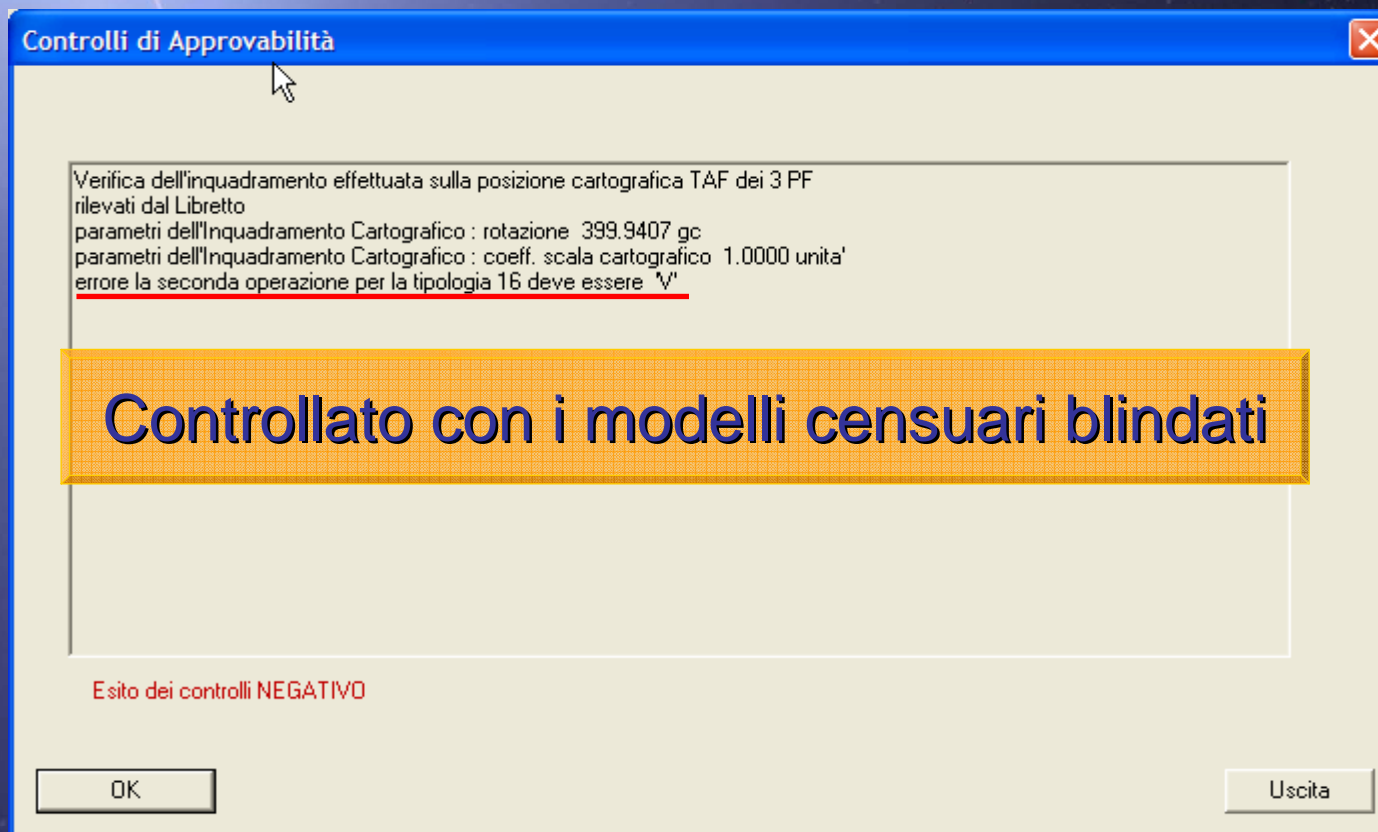 Controlli di Approvabilità
Verifica dell'inquadramento effettuata sulla posizione cartografica TAF dei 3 PF
rilevati dal Libretto
parametri dell'Inquadramento Cartografico : rotazione  399.9407 gc
parametri dell'Inquadramento Cartografico : coeff. scala cartografico  1.0000 unita'
errore la seconda operazione per la tipologia 16 deve essere  'V'
Controllato con i modelli censuari blindati
Esito dei controlli NEGATIVO
OK
Uscita